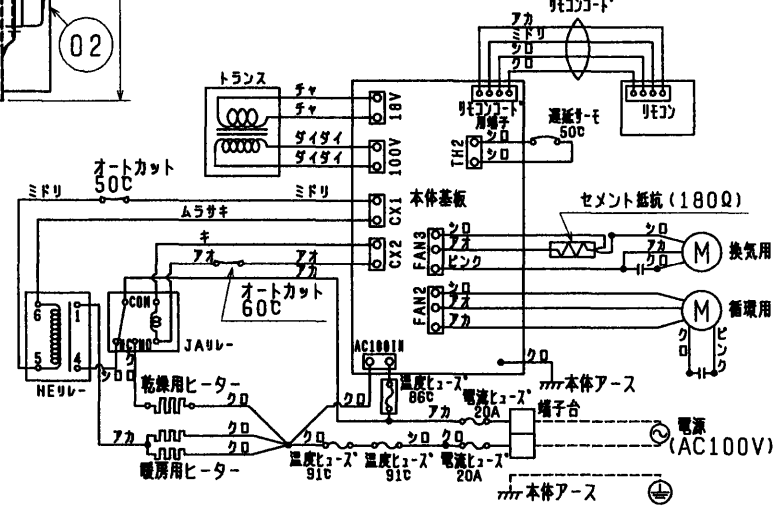 リモコンコード
02
アカ
ミドリ
シロ
クロ
トランス
チャ
チャ
18V
リモコンコード
用端子
リモコン
遅延サーモ
50℃
シロ
シロ
TH2
ダイダイ
ダイダイ
100V
オートカット
50℃
ミドリ
ミドリ
CX1
本体基板
セメント抵抗(180Ω)
ムラサキ
キ
CX2
アオ
アオ
アカ
オートカット
60℃
FAN3
シロ
アオ
ピンク
シロ
アカ
クロ
M
換気用
FAN2
シロ
アオ
アカ
M
循環用
クロ
ピンク
6
1
5
4
HEリレー
COM
NC
NO
JAリレー
シロ
クロ
AC100IN
クロ
本体アース
温度ヒューズ
86℃
電流ヒューズ
20A
端子台
乾燥用ヒーター
クロ
クロ
アカ
電源
(AC100V)
アカ
クロ
クロ
暖房用ヒーター
クロ
シロ
クロ
温度ヒューズ
91℃
温度ヒューズ
91℃
電流ヒューズ
20A
本体アース